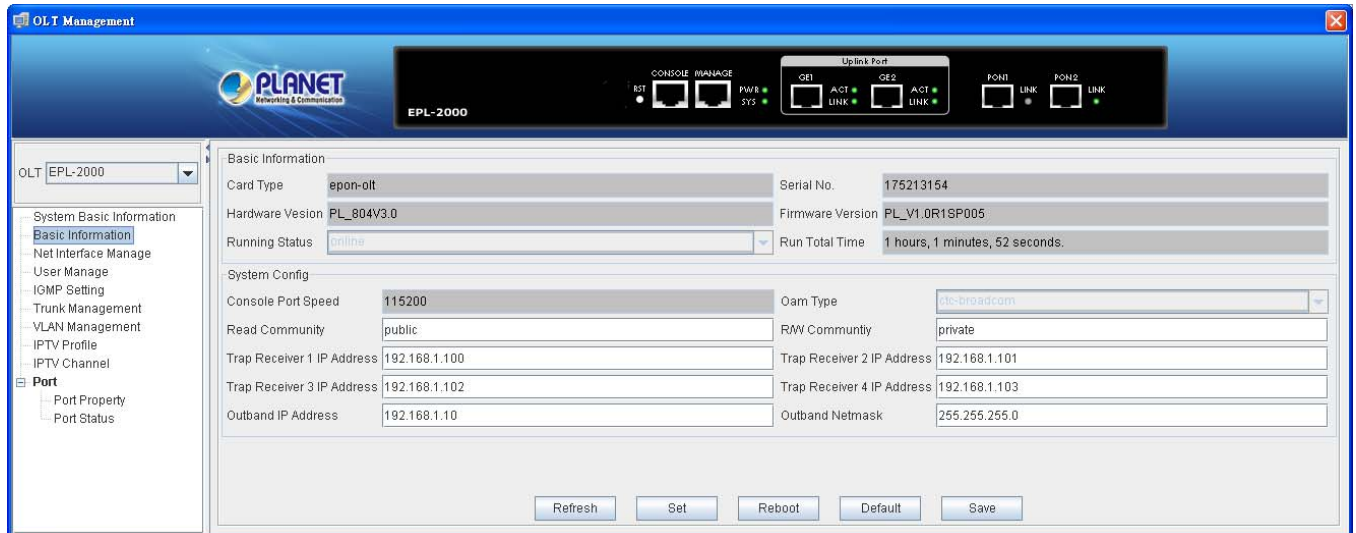 OLT Management
PLANET
Networking & Communication
EPL-2000
RST
CONSOLE MANAGE
PWR
SYS
Uplink Port
GE1
ACT
LINK
GE2
ACT
LINK
PON1
LINK
PON2
LINK
OLT EPL-2000
System Basic Information
Basic Information
Net Interface Manage
User Manage
IGMP Setting
Trunk Management
VLAN Management
IPTV Profile
IPTV Channel
Port
Port Property
Port Status
Basic Information
Card Type epon-olt Serial No. 175213154
Hardware Vesion PL_804V3.0 Firmware Version PL_V1.0R1SP005
Running Status online Run Total Time 1 hours, 1 minutes, 52 seconds.
System Config
Console Port Speed 115200 Oam Type ctc-broadcom
Read Community public R/W Communtiy private
Trap Receiver 1 IP Address 192.168.1.100 Trap Receiver 2 IP Address 192.168.1.101
Trap Receiver 3 IP Address 192.168.1.102 Trap Receiver 4 IP Address 192.168.1.103
Outband IP Address 192.168.1.10 Outband Netmask 255.255.255.0
Refresh Set Reboot Default Save